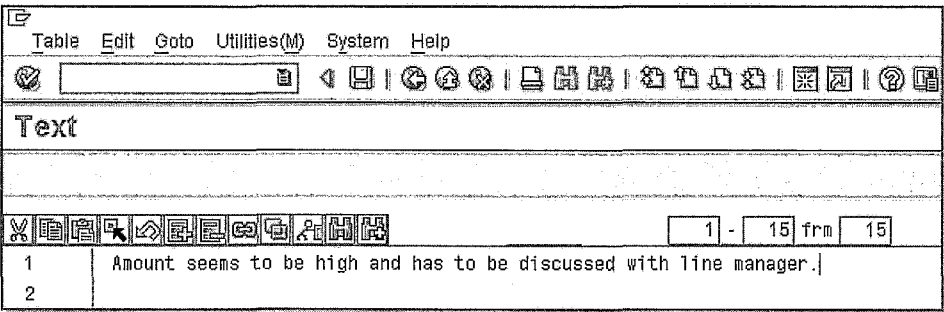 Table Edit Goto Utilities(M) System Help
Text
1 - 15 frm 15
1 Amount seems to be high and has to be discussed with line manager.
2